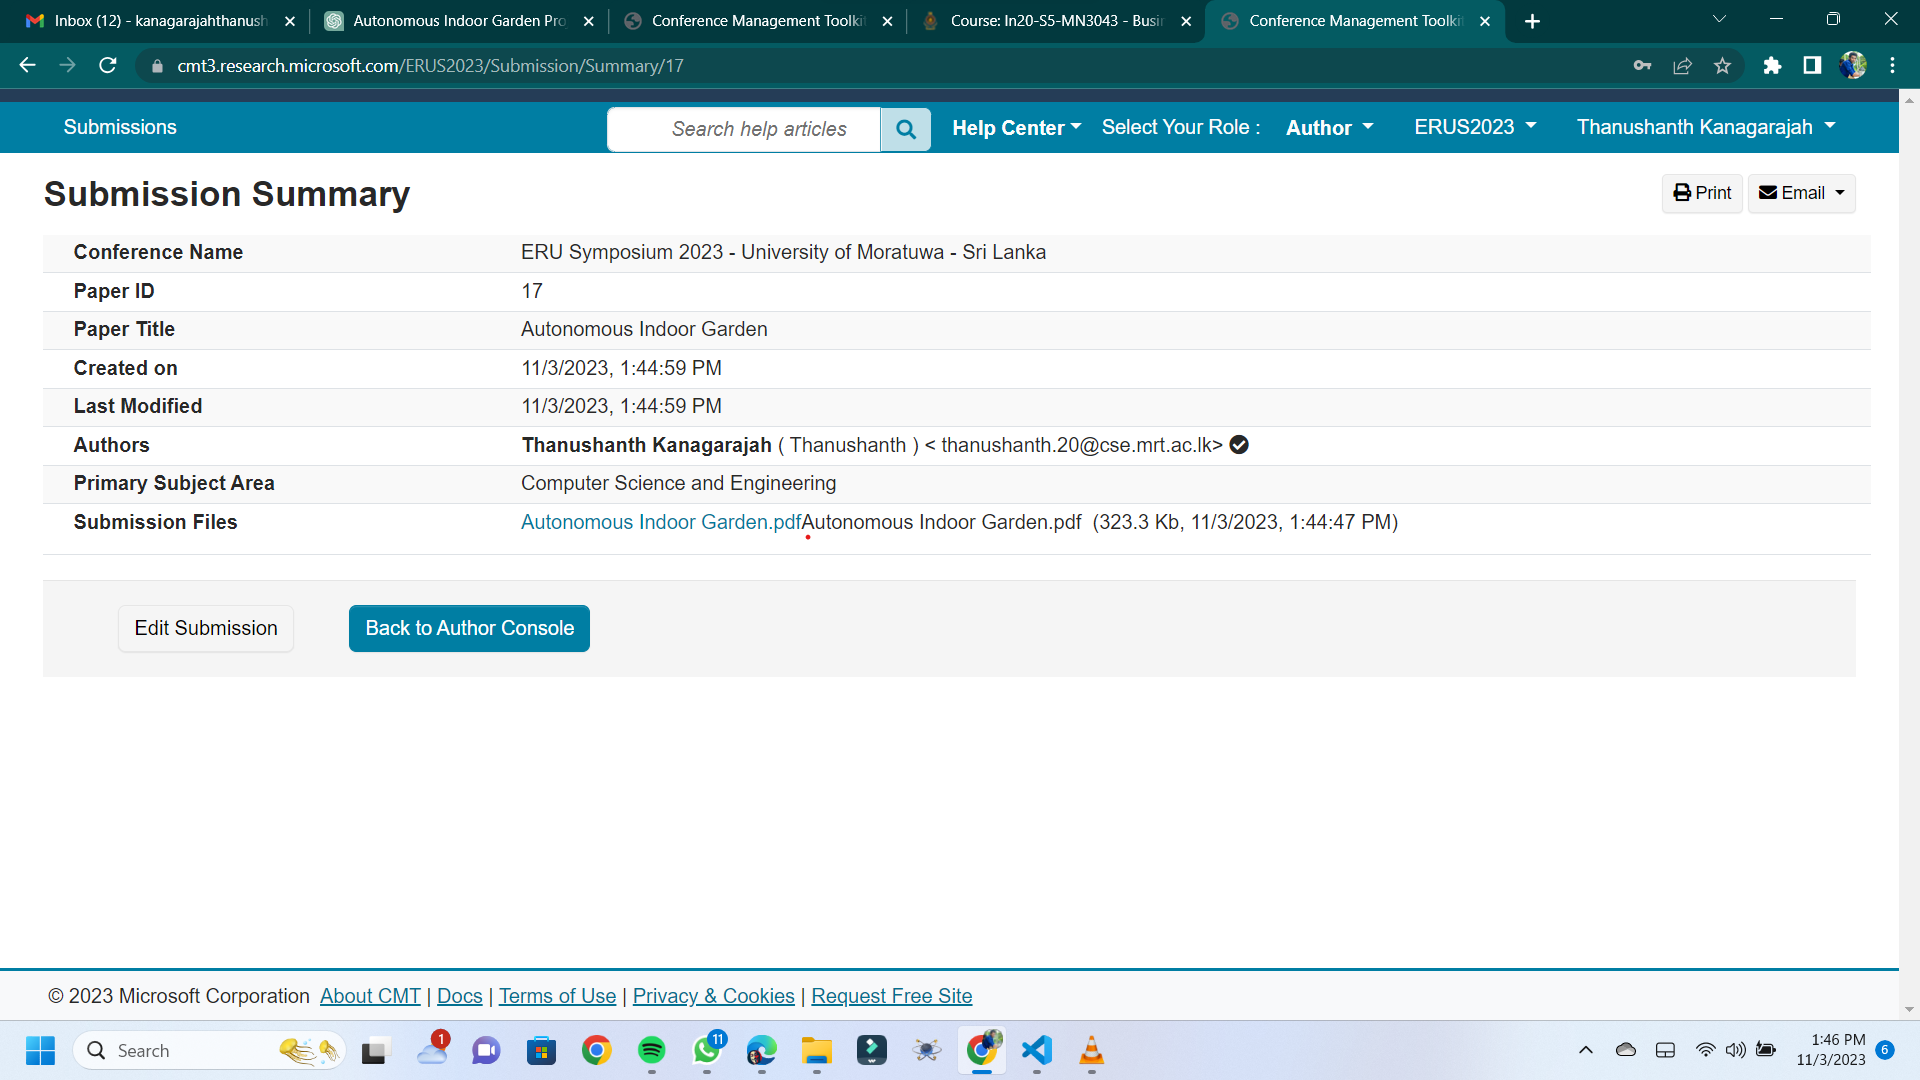 Inbox (12) - kanagarajahthanush
Autonomous Indoor Garden Pro
Conference Management Toolkit
Course: In20-S5-MN3043 - Busin
Conference Management Toolkit
cmt3.research.microsoft.com/ERUS2023/Submission/Summary/17
Submissions
Search help articles
Help Center
Select Your Role :
Author
ERUS2023
Thanushanth Kanagarajah
Submission Summary
Print
Email
Conference Name ERU Symposium 2023 - University of Moratuwa - Sri Lanka
Paper ID 17
Paper Title Autonomous Indoor Garden
Created on 11/3/2023, 1:44:59 PM
Last Modified 11/3/2023, 1:44:59 PM
Authors Thanushanth Kanagarajah ( Thanushanth ) < thanushanth.20@cse.mrt.ac.lk>
Primary Subject Area Computer Science and Engineering
Submission Files Autonomous Indoor Garden.pdfAutonomous Indoor Garden.pdf (323.3 Kb, 11/3/2023, 1:44:47 PM)
Edit Submission
Back to Author Console
© 2023 Microsoft Corporation About CMT | Docs | Terms of Use | Privacy & Cookies | Request Free Site
Search
1
11
1:46 PM
11/3/2023
6